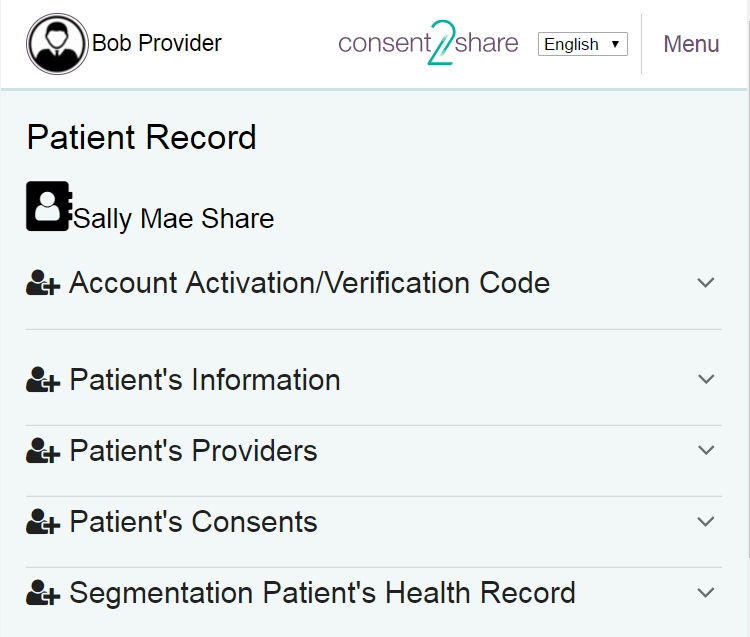 Bob Provider
consent2share
English
Menu
Patient Record
Sally Mae Share
Account Activation/Verification Code
Patient's Information
Patient's Providers
Patient's Consents
Segmentation Patient's Health Record